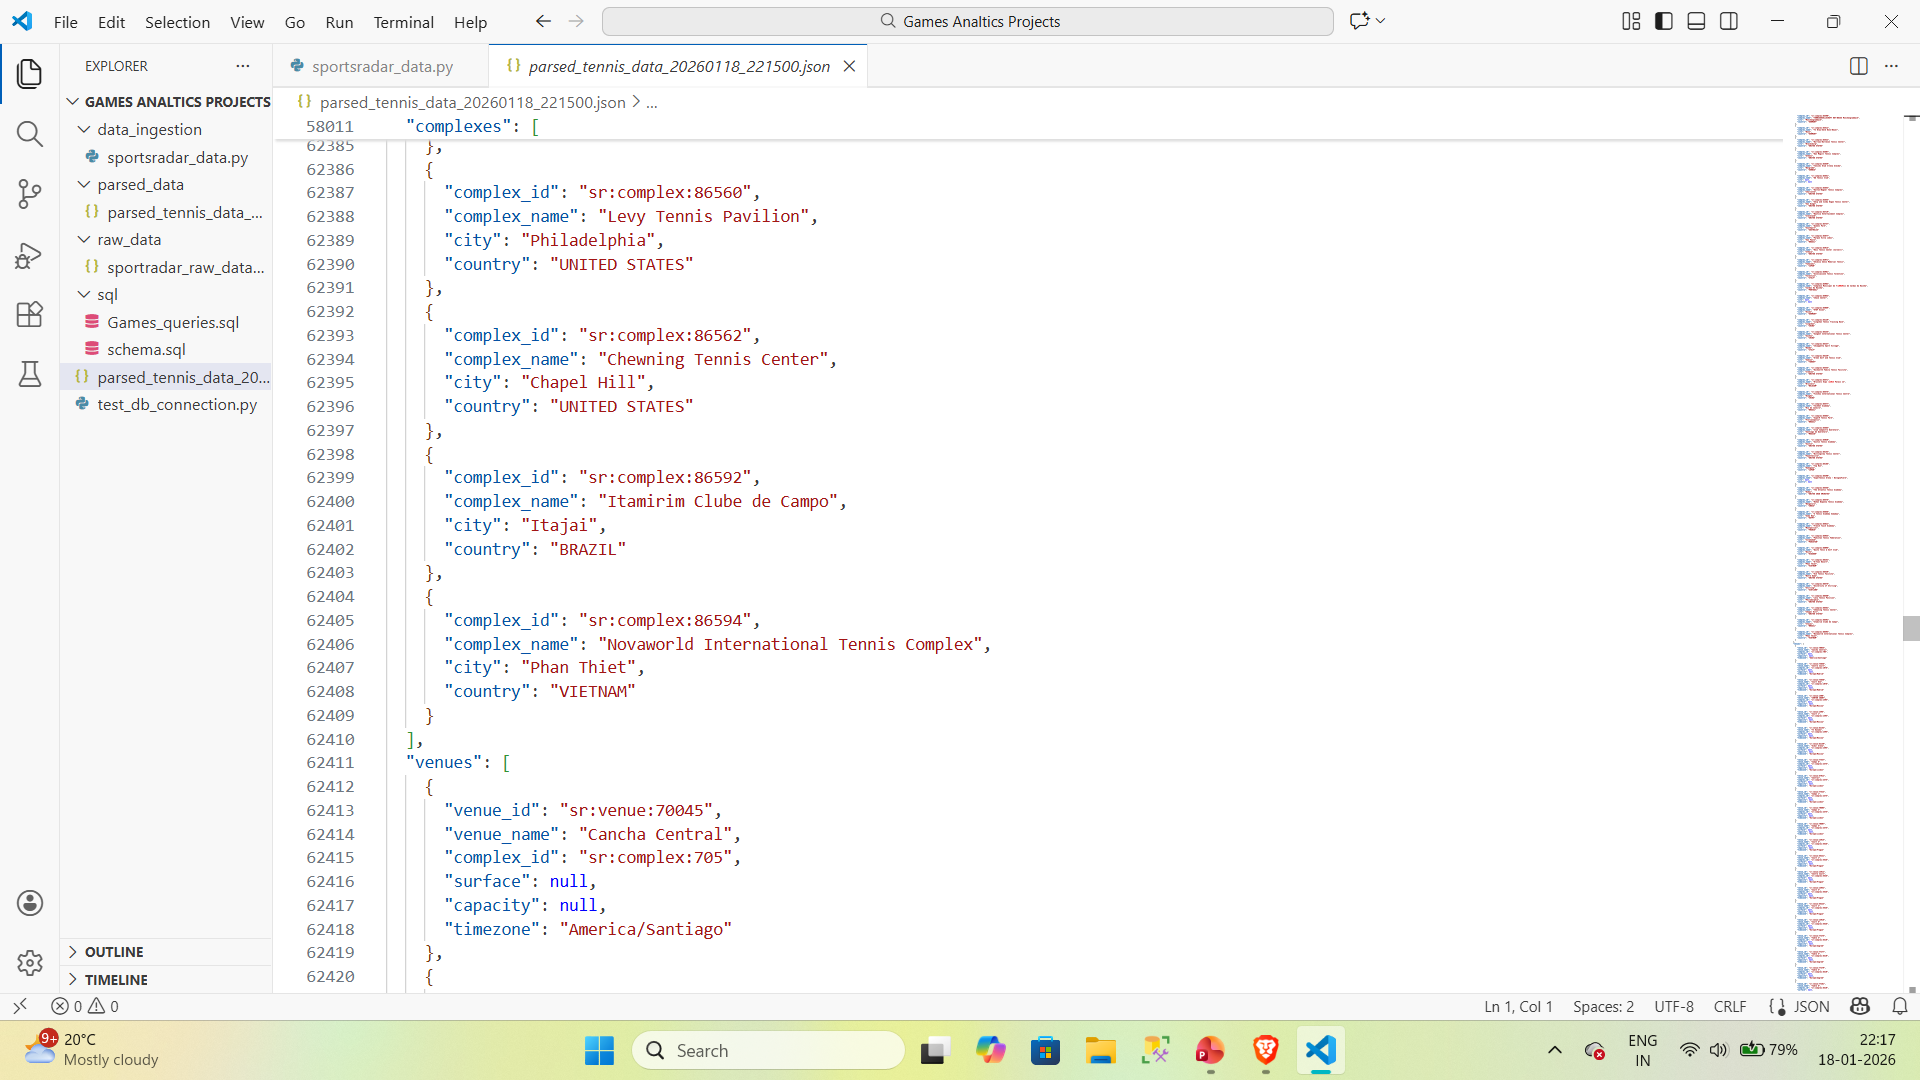 File Edit Selection View Go Run Terminal Help
Games Analtics Projects
EXPLORER
GAMES ANALTICS PROJECTS
data_ingestion
sportsradar_data.py
parsed_data
parsed_tennis_data_...
raw_data
sportradar_raw_data...
sql
Games_queries.sql
schema.sql
parsed_tennis_data_20...
test_db_connection.py
OUTLINE
TIMELINE
sportsradar_data.py
parsed_tennis_data_20260118_221500.json
parsed_tennis_data_20260118_221500.json > ...
58011 "complexes": [
62385 },
62386 {
62387 "complex_id": "sr:complex:86560",
62388 "complex_name": "Levy Tennis Pavilion",
62389 "city": "Philadelphia",
62390 "country": "UNITED STATES"
62391 },
62392 {
62393 "complex_id": "sr:complex:86562",
62394 "complex_name": "Chewning Tennis Center",
62395 "city": "Chapel Hill",
62396 "country": "UNITED STATES"
62397 },
62398 {
62399 "complex_id": "sr:complex:86592",
62400 "complex_name": "Itamirim Clube de Campo",
62401 "city": "Itajai",
62402 "country": "BRAZIL"
62403 },
62404 {
62405 "complex_id": "sr:complex:86594",
62406 "complex_name": "Novaworld International Tennis Complex",
62407 "city": "Phan Thiet",
62408 "country": "VIETNAM"
62409 }
62410 ],
62411 "venues": [
62412 {
62413 "venue_id": "sr:venue:70045",
62414 "venue_name": "Cancha Central",
62415 "complex_id": "sr:complex:705",
62416 "surface": null,
62417 "capacity": null,
62418 "timezone": "America/Santiago"
62419 },
62420 {
0 0
Ln 1, Col 1 Spaces: 2 UTF-8 CRLF {} JSON
9+
20°C
Mostly cloudy
Search
ENG
IN
79%
22:17
18-01-2026